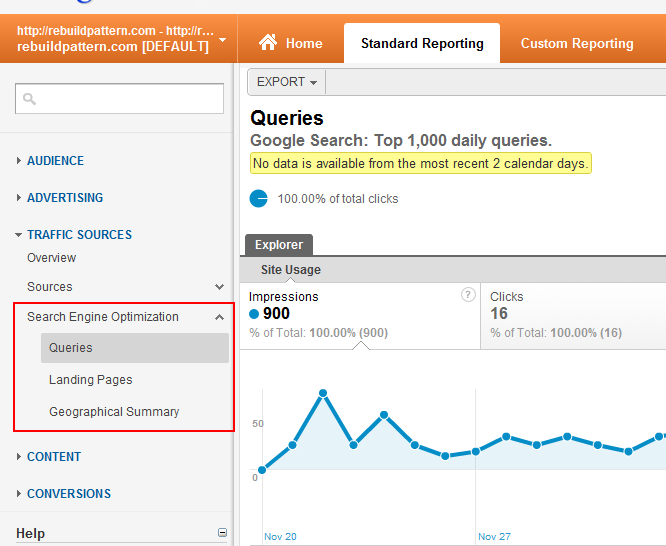 http://rebuildpattern.com - http://r...
rebuildpattern.com [DEFAULT]
Home
Standard Reporting
Custom Reporting
AUDIENCE
ADVERTISING
TRAFFIC SOURCES
Overview
Sources
Search Engine Optimization
Queries
Landing Pages
Geographical Summary
CONTENT
CONVERSIONS
Help
EXPORT
Queries
Google Search: Top 1,000 daily queries.
No data is available from the most recent 2 calendar days.
100.00% of total clicks
Explorer
Site Usage
Impressions
?
900
% of Total: 100.00% (900)
Clicks
16
% of Total: 100.00% (16)
50
0
Nov 20
Nov 27